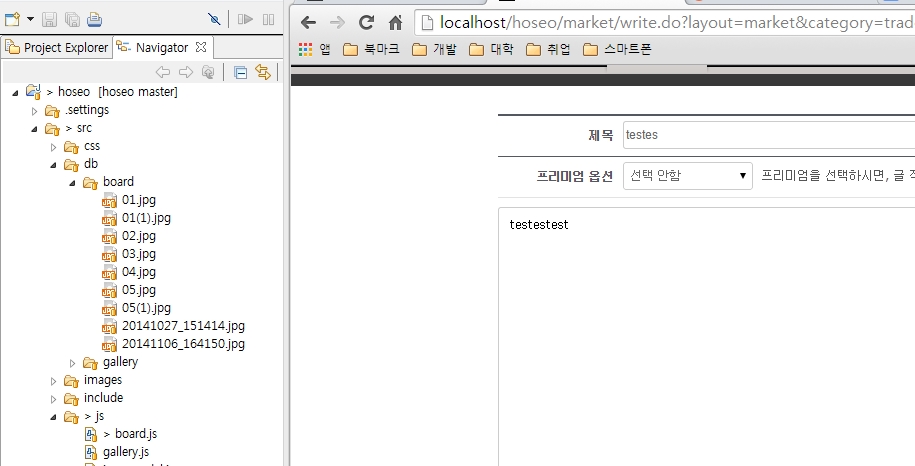 Project Explorer
Navigator
> hoseo [hoseo master]
.settings
> src
css
db
board
01.jpg
01(1).jpg
02.jpg
03.jpg
04.jpg
05.jpg
05(1).jpg
20141027_151414.jpg
20141106_164150.jpg
gallery
images
include
> js
> board.js
gallery.js
localhost/hoseo/market/write.do?layout=market&category=trad
앱 북마크 개발 대학 취업 스마트폰
제목 testes
프리미엄 옵션 선택 안함 프리미엄을 선택하시면, 글
testestest